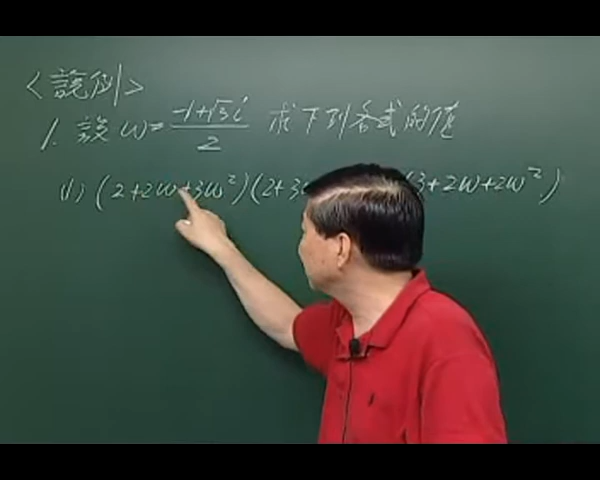 <說例>
1. 設 ω = (-1+√3i)/2 求下列各式的值
(1) (2+2ω+3ω²)(2+3 (3+2ω+2ω²)